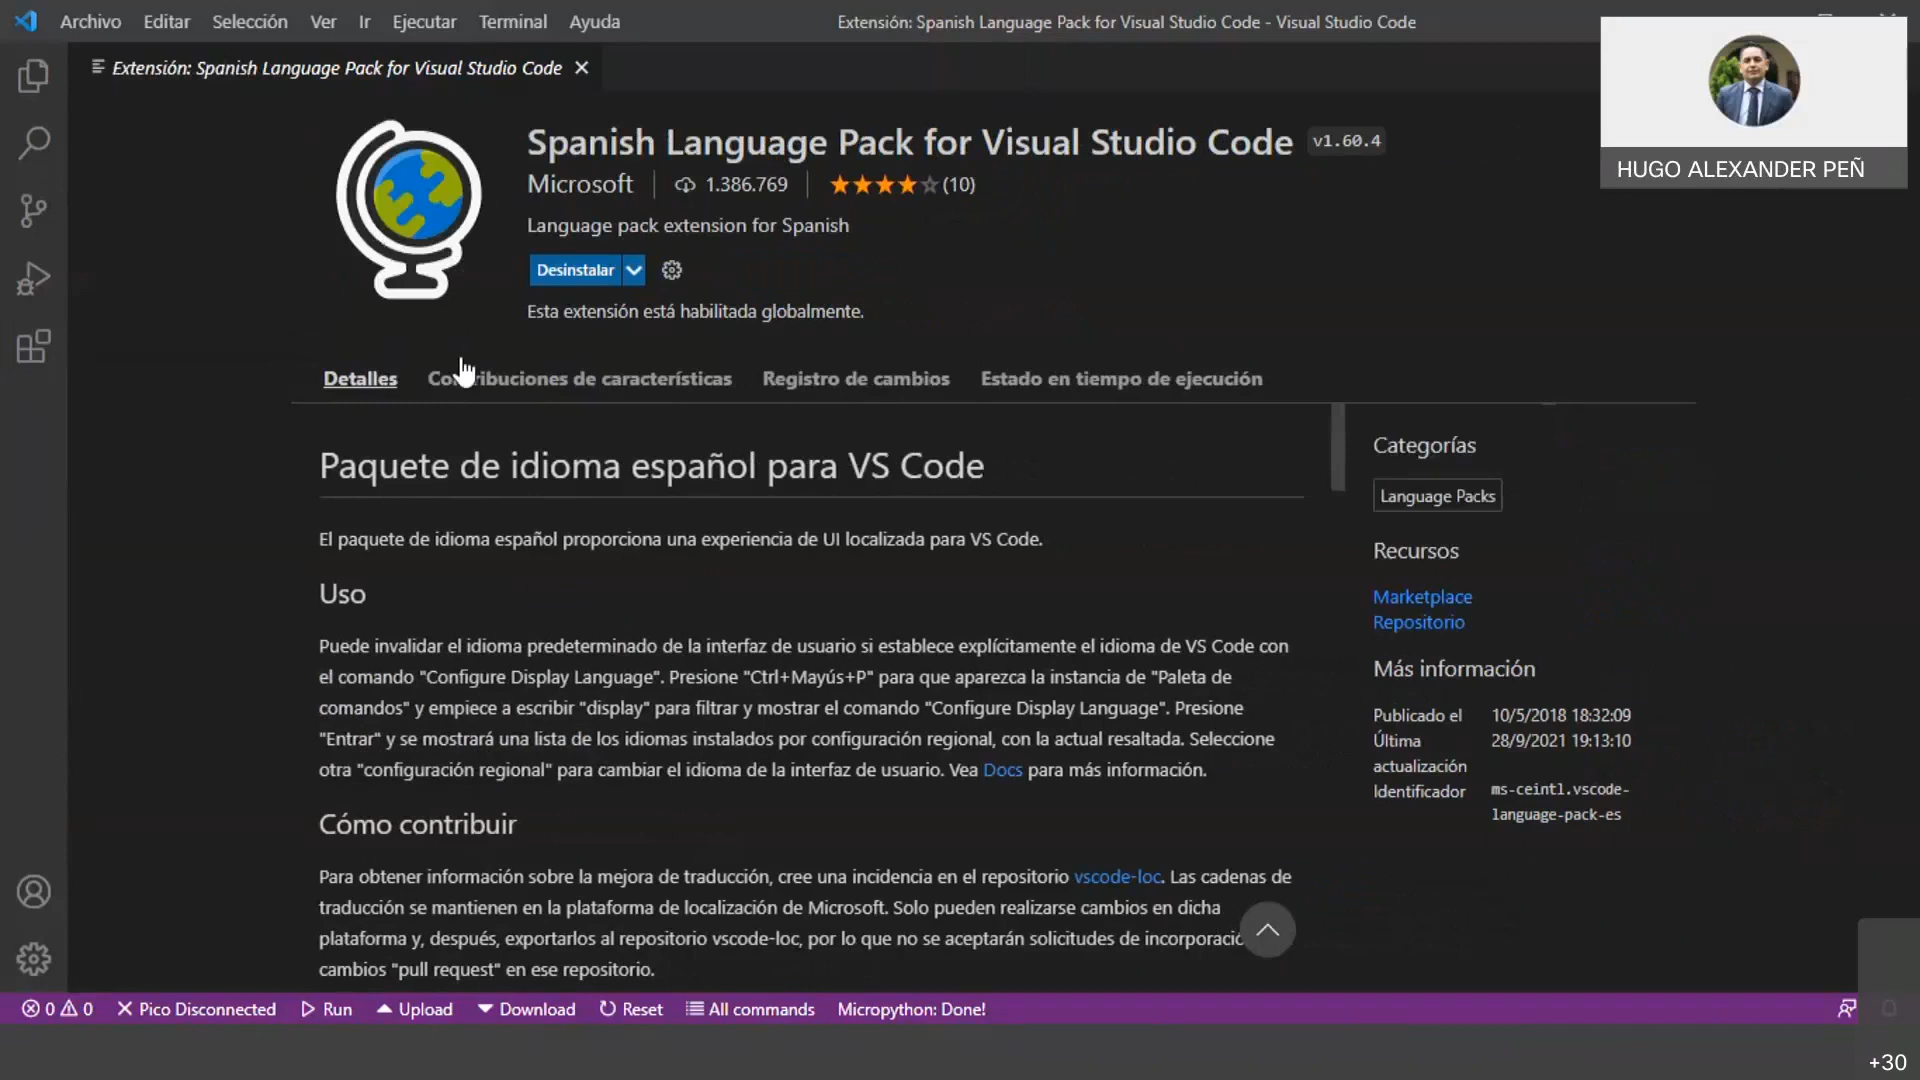 Archivo Editar Selección Ver Ir Ejecutar Terminal Ayuda
Extensión: Spanish Language Pack for Visual Studio Code - Visual Studio Code
Extensión: Spanish Language Pack for Visual Studio Code
HUGO ALEXANDER PEÑ
Spanish Language Pack for Visual Studio Code v1.60.4
Microsoft 1.386.769 (10)
Language pack extension for Spanish
Desinstalar
Esta extensión está habilitada globalmente.
Detalles Contribuciones de características Registro de cambios Estado en tiempo de ejecución
Paquete de idioma español para VS Code
El paquete de idioma español proporciona una experiencia de UI localizada para VS Code.
Uso
Puede invalidar el idioma predeterminado de la interfaz de usuario si establece explícitamente el idioma de VS Code con
el comando "Configure Display Language". Presione "Ctrl+Mayús+P" para que aparezca la instancia de "Paleta de
comandos" y empiece a escribir "display" para filtrar y mostrar el comando "Configure Display Language". Presione
"Entrar" y se mostrará una lista de los idiomas instalados por configuración regional, con la actual resaltada. Seleccione
otra "configuración regional" para cambiar el idioma de la interfaz de usuario. Vea Docs para más información.
Cómo contribuir
Para obtener información sobre la mejora de traducción, cree una incidencia en el repositorio vscode-loc. Las cadenas de
traducción se mantienen en la plataforma de localización de Microsoft. Solo pueden realizarse cambios en dicha
plataforma y, después, exportarlos al repositorio vscode-loc, por lo que no se aceptarán solicitudes de incorporació
cambios "pull request" en ese repositorio.
Categorías
Language Packs
Recursos
Marketplace
Repositorio
Más información
Publicado el 10/5/2018 18:32:09
Última 28/9/2021 19:13:10
actualización
Identificador ms-ceintl.vscode-
language-pack-es
0 0 Pico Disconnected Run Upload Download Reset All commands Micropython: Done!
+30